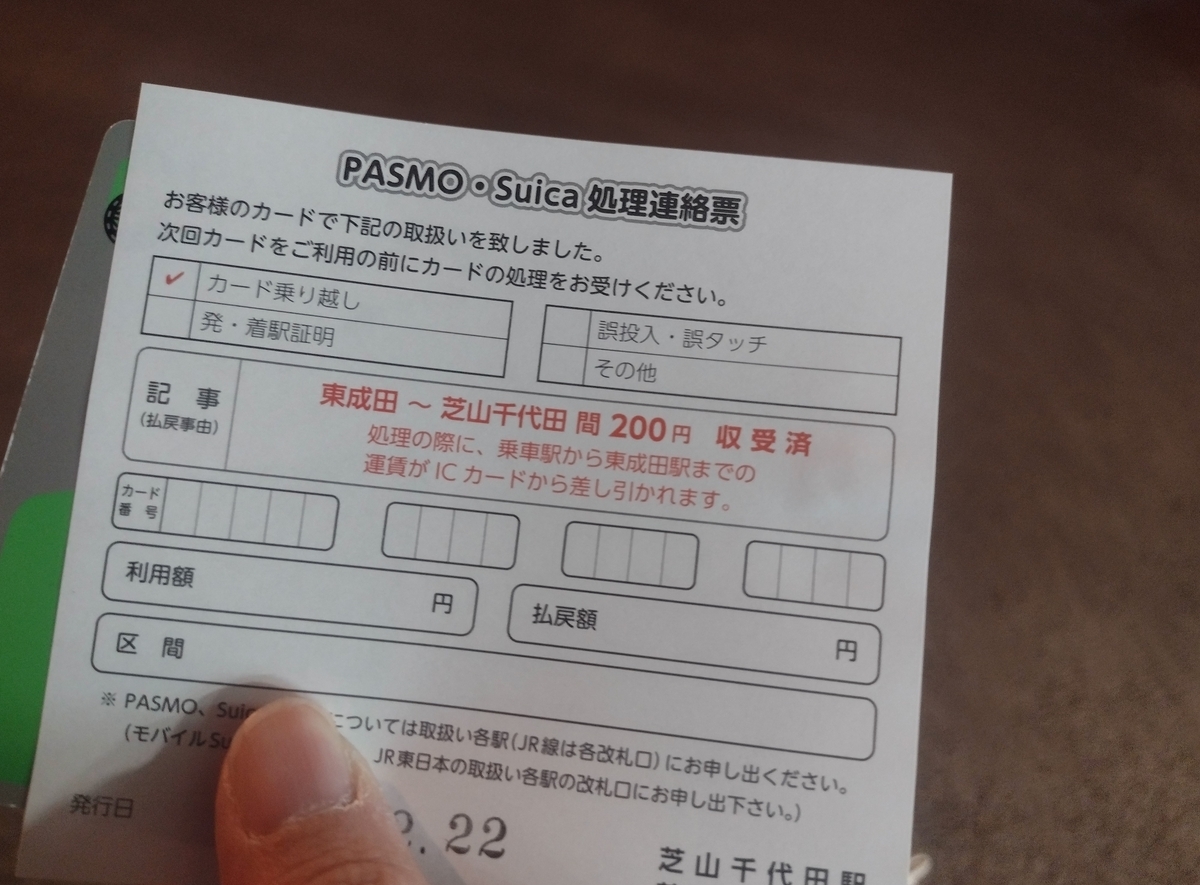 PASMO・Suica 処理連絡票
お客様のカードで下記の取扱いを致しました。
次回カードをご利用の前にカードの処理をお受けください。
✓ カード乗り越し
発・着駅証明
誤投入・誤タッチ
その他
記 事
(払戻事由)
東成田 ～ 芝山千代田 間 200円 収受済
処理の際に、乗車駅から東成田駅までの
運賃が IC カードから差し引かれます。
カード
番 号
利用額 円
払戻額 円
区 間
※ PASMO、Suic については取扱い各駅(JR線は各改札口)にお申し出ください。
(モバイルSu JR東日本の取扱い各駅の改札口にお申し出下さい。)
発行日 2. 22
芝山千代田駅